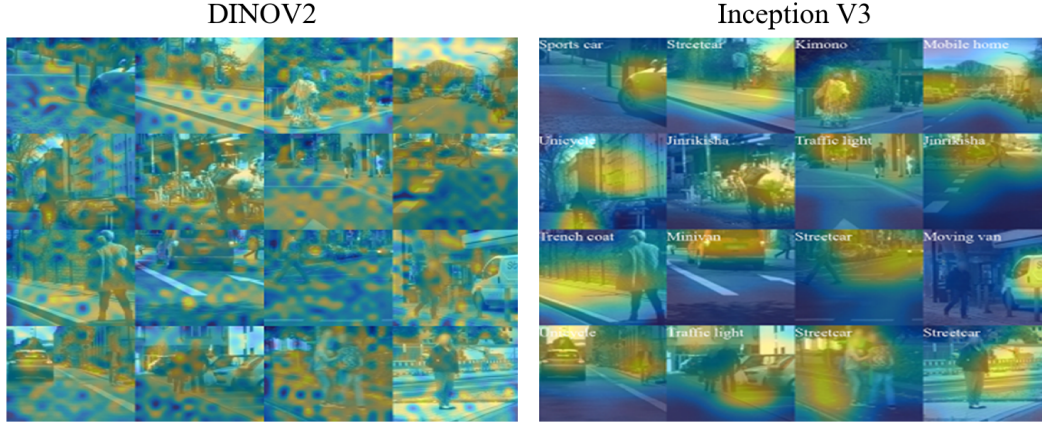 DINOV2
Inception V3
Sports car
Streetcar
Kimono
Mobile home
Unicycle
Jinrikisha
Traffic light
Jinrikisha
Trench coat
Minivan
Streetcar
Moving van
Unicycle
Traffic light
Streetcar
Streetcar